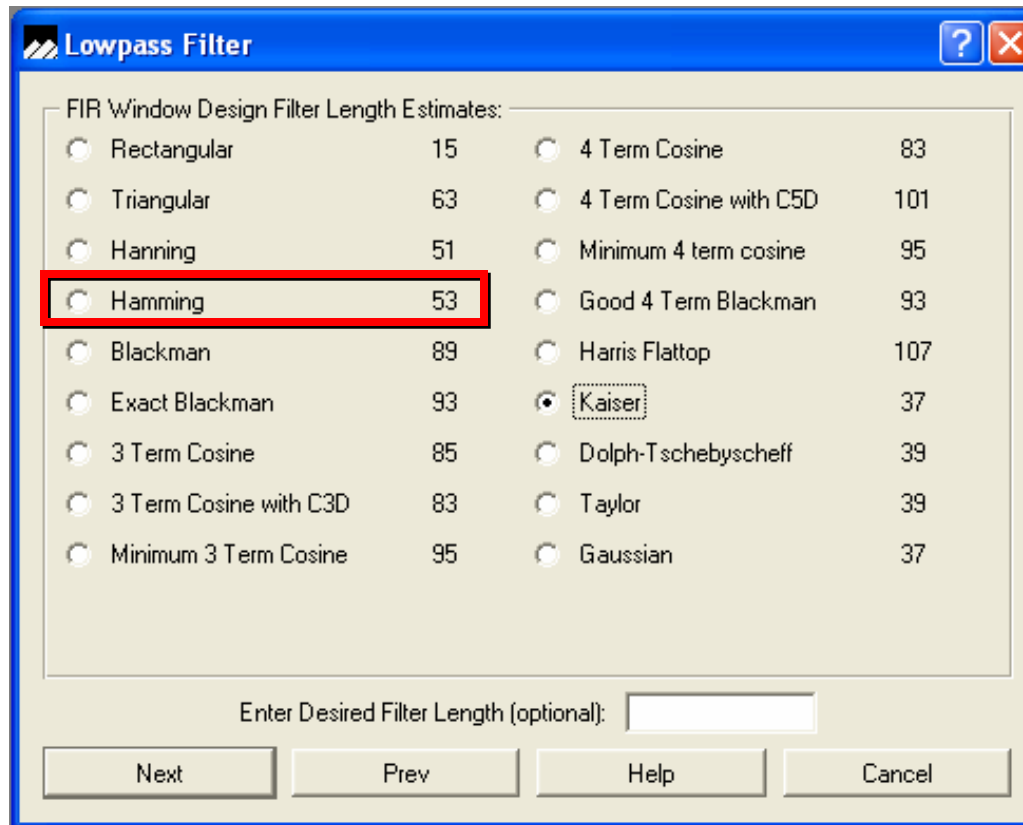 Lowpass Filter
FIR Window Design Filter Length Estimates:
Rectangular 15
Triangular 63
Hanning 51
Hamming 53
Blackman 89
Exact Blackman 93
3 Term Cosine 85
3 Term Cosine with C3D 83
Minimum 3 Term Cosine 95
4 Term Cosine 83
4 Term Cosine with C5D 101
Minimum 4 term cosine 95
Good 4 Term Blackman 93
Harris Flattop 107
Kaiser 37
Dolph-Tschebyscheff 39
Taylor 39
Gaussian 37
Enter Desired Filter Length (optional):
Next Prev Help Cancel